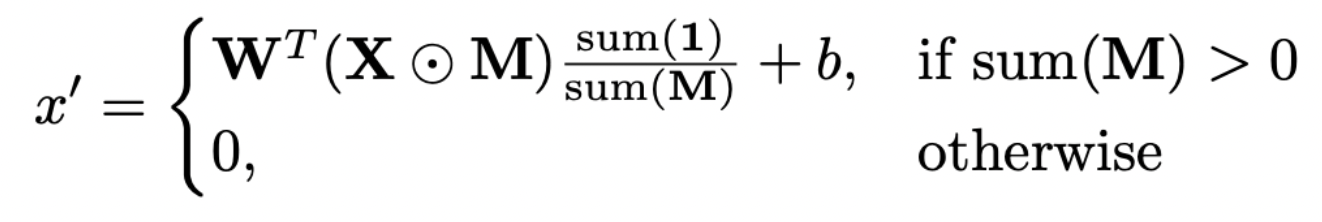 x′ = { W^T(X ⊙ M) sum(1)/sum(M) + b, if sum(M) > 0
0, otherwise